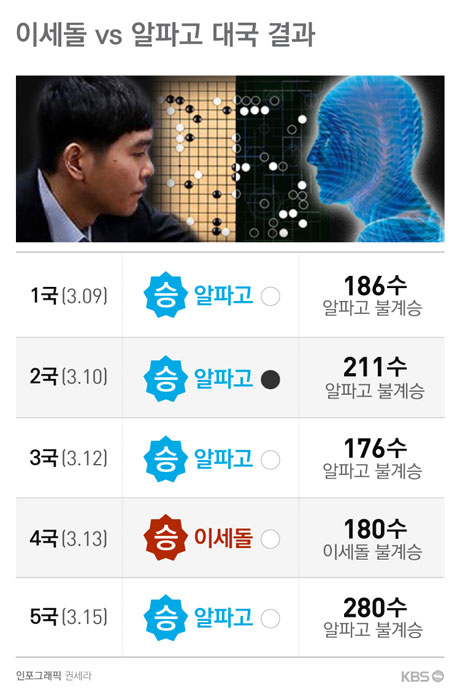 이세돌 vs 알파고 대국 결과
1국(3.09) 승 알파고 186수
알파고 불계승
2국(3.10) 승 알파고 211수
알파고 불계승
3국(3.12) 승 알파고 176수
알파고 불계승
4국(3.13) 승 이세돌 180수
이세돌 불계승
5국(3.15) 승 알파고 280수
알파고 불계승
인포그래픽 권세라 KBS